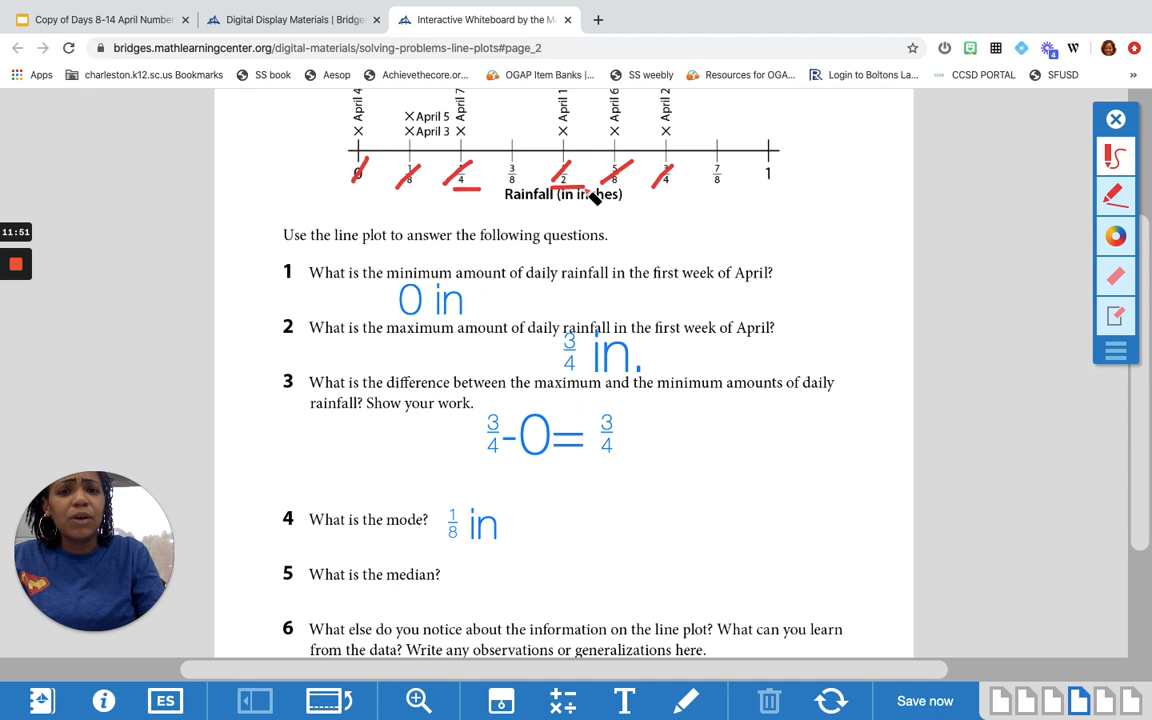 Copy of Days 8-14 April Number
Digital Display Materials | Bridge
Interactive Whiteboard by the M
bridges.mathlearningcenter.org/digital-materials/solving-problems-line-plots#page_2
Apps
charleston.k12.sc.us Bookmarks
SS book
Aesop
Achievethecore.or...
OGAP Item Banks |...
SS weekly
Resources for OGA...
Login to Boltons La...
CCSD PORTAL
SFUSD
»
× April 4
× April 5
× April 3
× April 7
× April 1
× April 6
× April 2
0 1/8 1/4 3/8 1/2 5/8 3/4 7/8 1
Rainfall (in inches)
11:51
Use the line plot to answer the following questions.
1 What is the minimum amount of daily rainfall in the first week of April?
0 in
2 What is the maximum amount of daily rainfall in the first week of April?
3/4 in.
3 What is the difference between the maximum and the minimum amounts of daily
rainfall? Show your work.
3/4 - 0 = 3/4
4 What is the mode? 1/8 in
5 What is the median?
6 What else do you notice about the information on the line plot? What can you learn
from the data? Write any observations or generalizations here.
ES
Save now